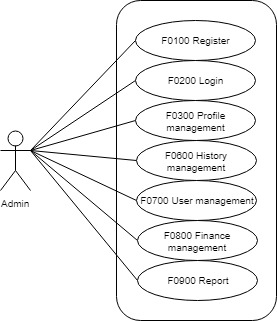 F0100 Register
F0200 Login
F0300 Profile
management
F0600 History
management
F0700 User management
F0800 Finance
management
F0900 Report
Admin